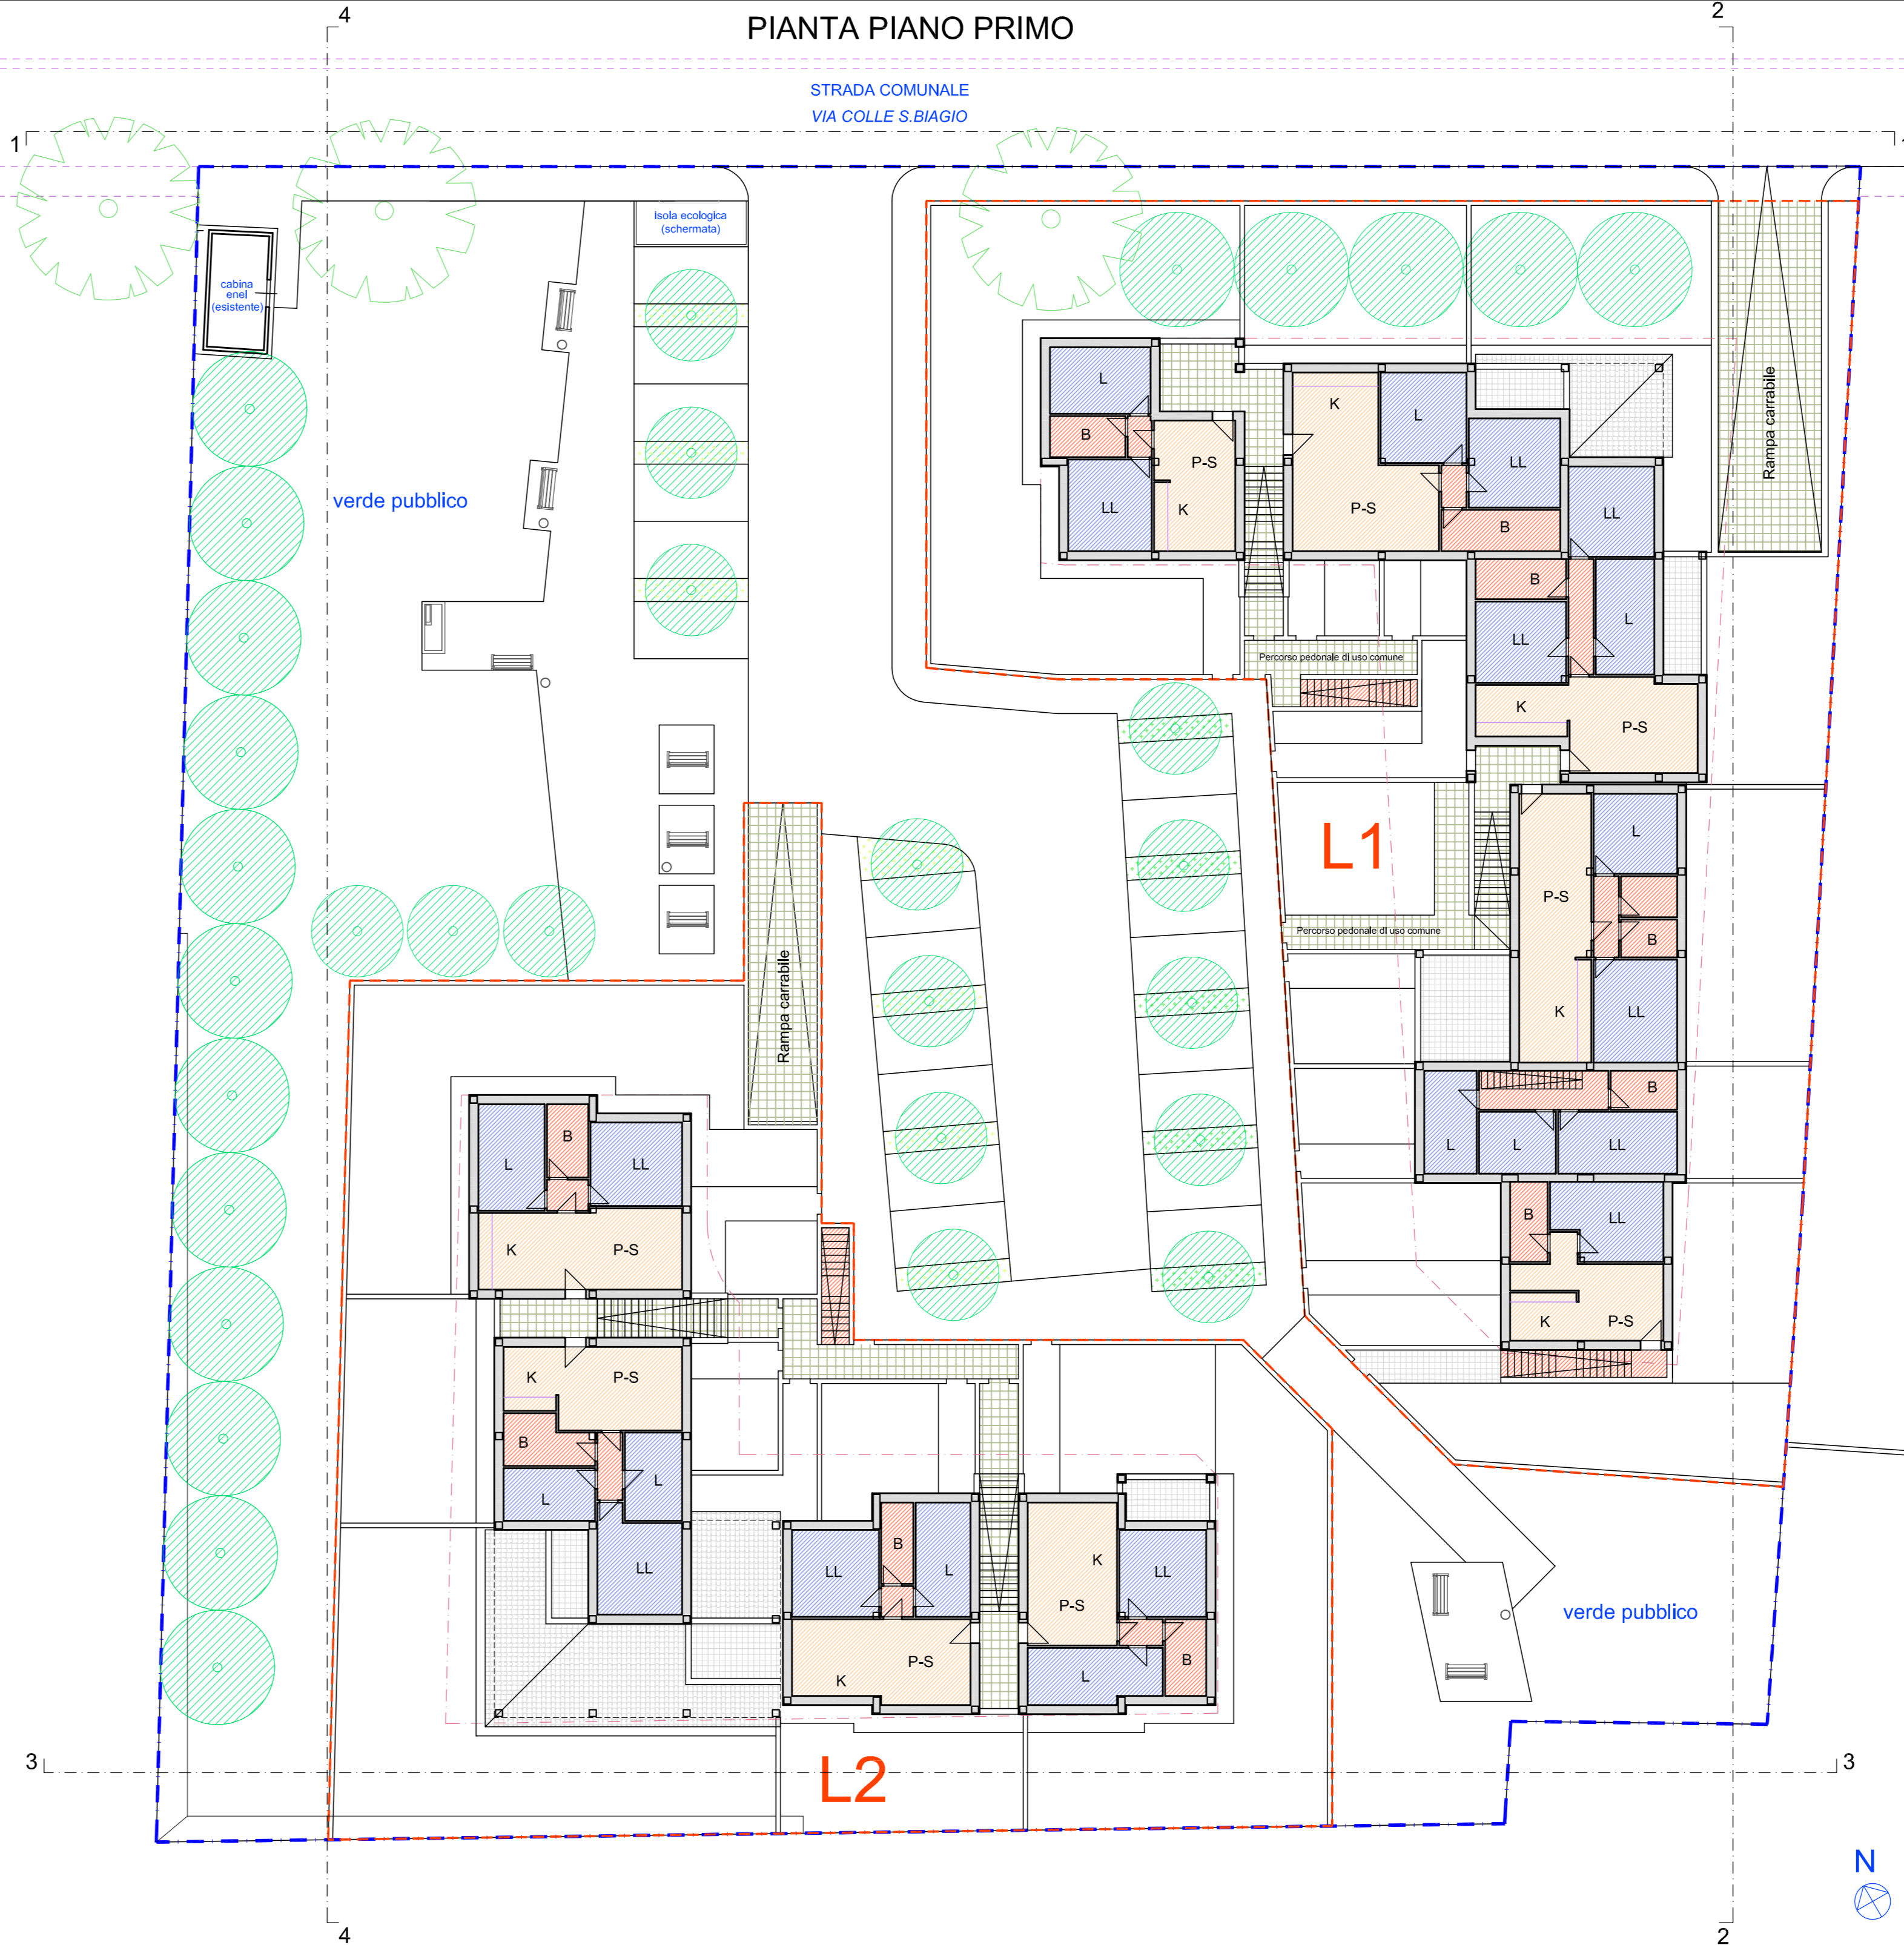 4
2
PIANTA PIANO PRIMO
STRADA COMUNALE
VIA COLLE S.BIAGIO
1
isola ecologica
(schermata)
cabina
enel
(esistente)
verde pubblico
Rampa carrabile
L
B
LL
P-S
K
K
P-S
L
LL
B
LL
B
LL
L
K
P-S
Percorso pedonale di uso comune
L1
Percorso pedonale di uso comune
L
P-S
B
K
LL
B
L
L
LL
B
LL
K
P-S
Rampa carrabile
L
B
LL
K
P-S
K
P-S
B
L
L
LL
LL
B
L
K
P-S
K
P-S
LL
L
B
verde pubblico
3
3
L2
N
4
2